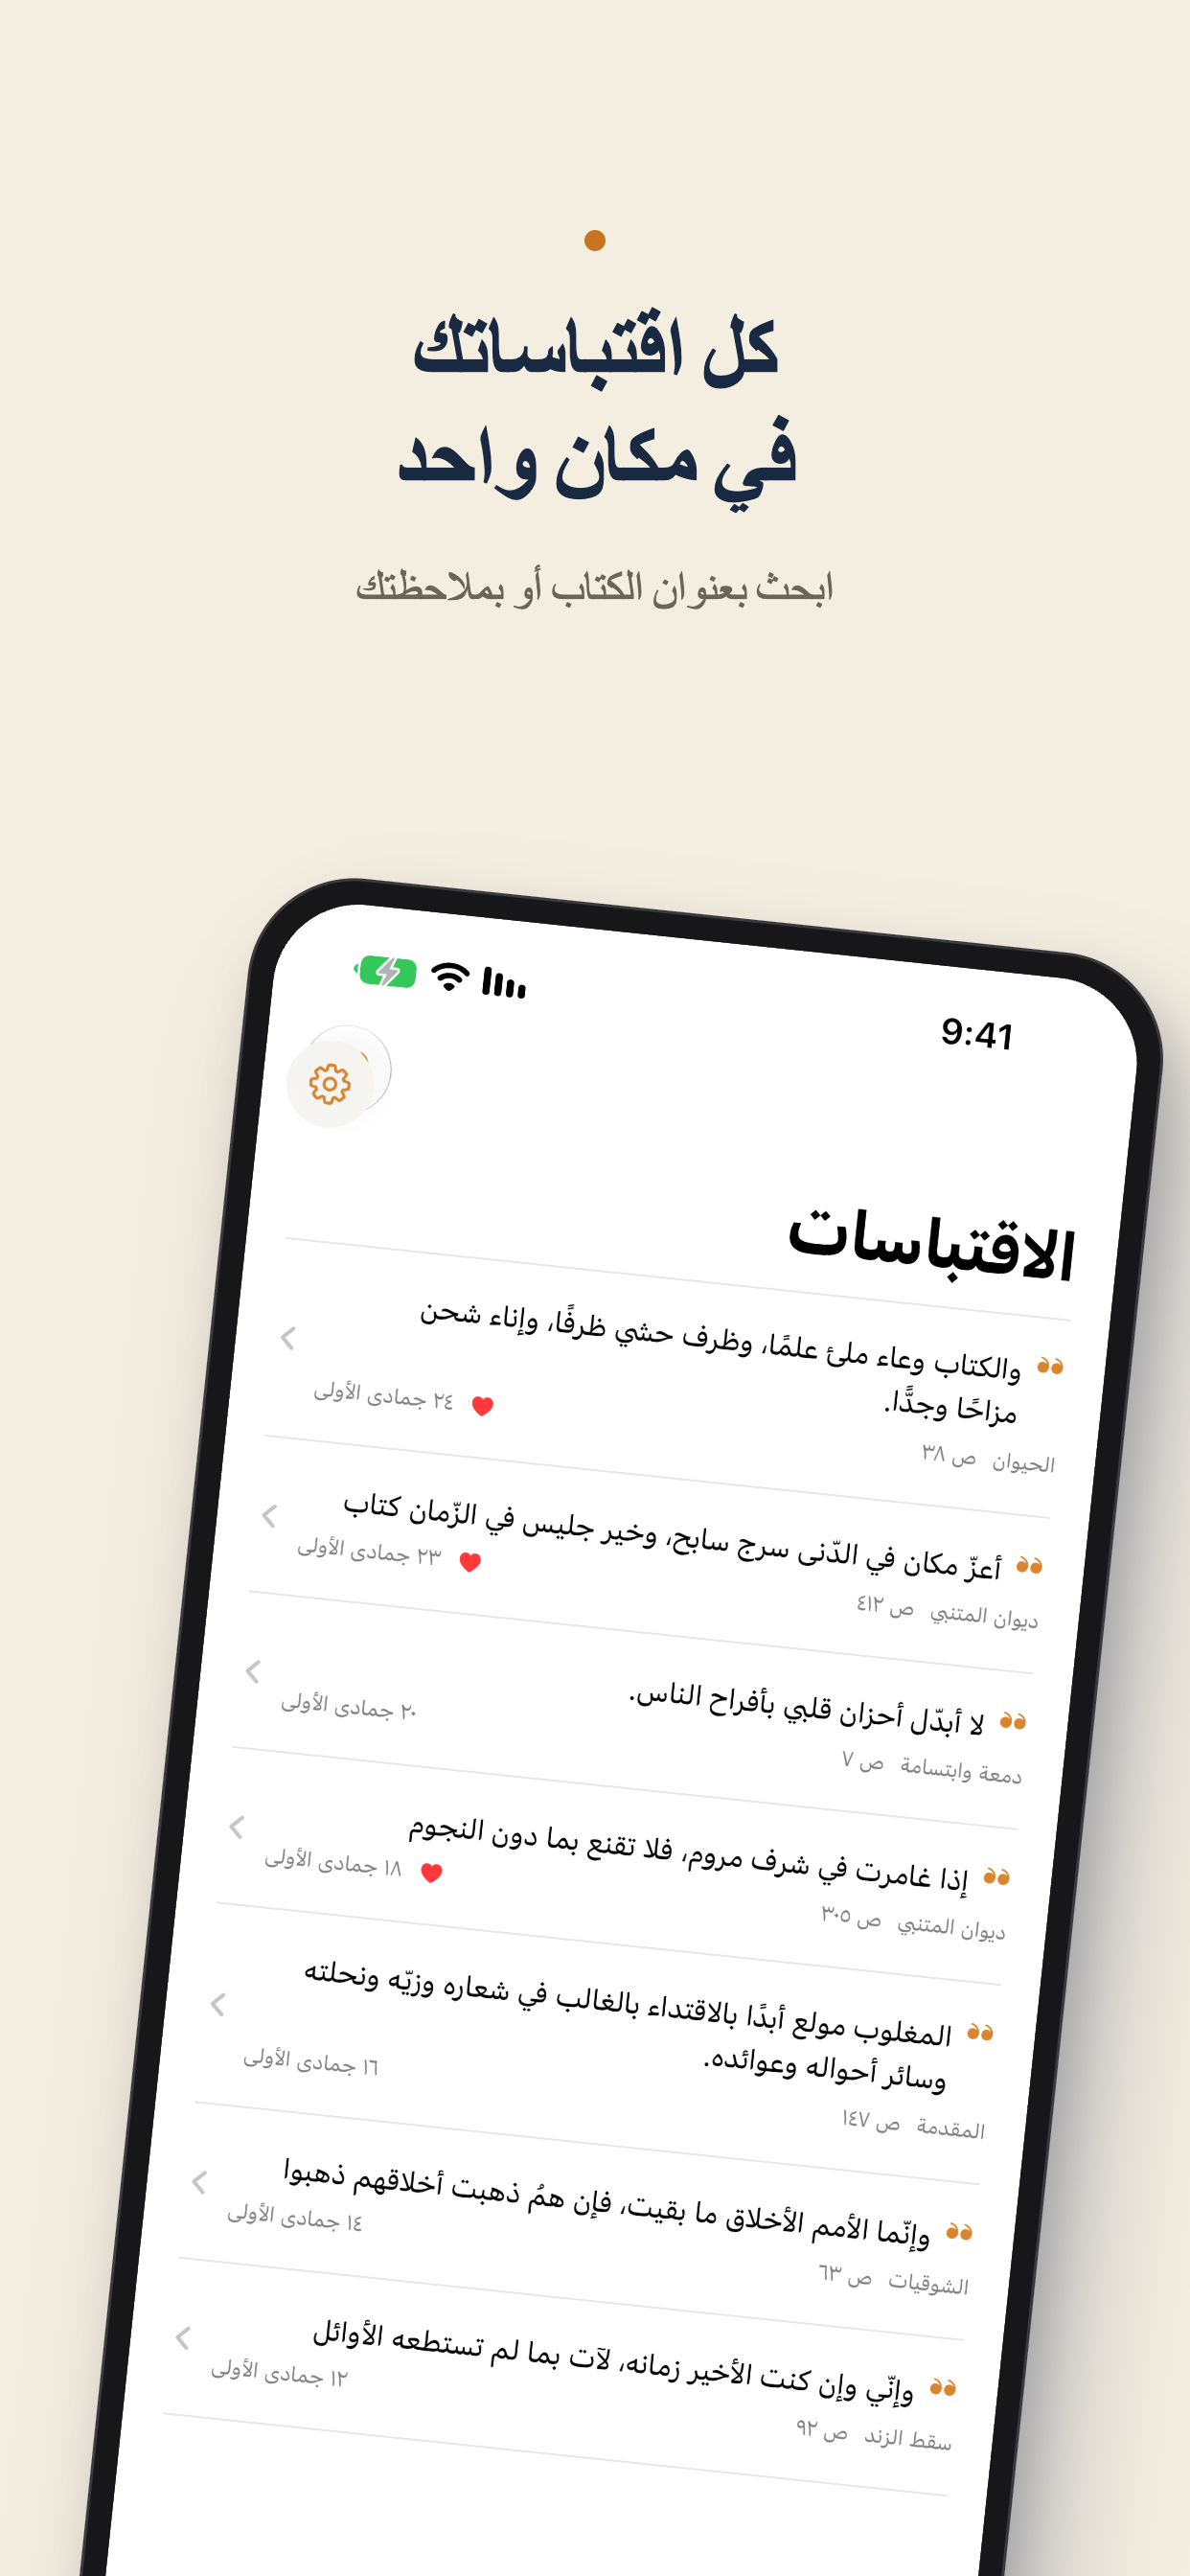 كل اقتباساتك
في مكان واحد
ابحث بعنوان الكتاب أو بملاحظتك
9:41
الاقتباسات
والكتاب وعاء ملئ علمًا، وظرف حشي ظرفًا، وإناء شحن
مزاحًا وجدًّا.
الحيوان ص ٣٨
٢٤ جمادى الأولى
أعزّ مكان في الدّنى سرج سابح، وخير جليس في الزّمان كتاب
ديوان المتنبي ص ٤١٢
٢٣ جمادى الأولى
لا أبدّل أحزان قلبي بأفراح الناس.
دمعة وابتسامة ص ٧
٢٠ جمادى الأولى
إذا غامرت في شرف مروم، فلا تقنع بما دون النجوم
ديوان المتنبي ص ٣٠٥
١٨ جمادى الأولى
المغلوب مولع أبدًا بالاقتداء بالغالب في شعاره وزيّه ونحلته
وسائر أحواله وعوائده.
المقدمة ص ١٤٧
١٦ جمادى الأولى
وإنّما الأمم الأخلاق ما بقيت، فإن همُ ذهبت أخلاقهم ذهبوا
الشوقيات ص ٦٣
١٤ جمادى الأولى
وإنّي وإن كنت الأخير زمانه، لآت بما لم تستطعه الأوائل
سقط الزند ص ٩٢
١٢ جمادى الأولى